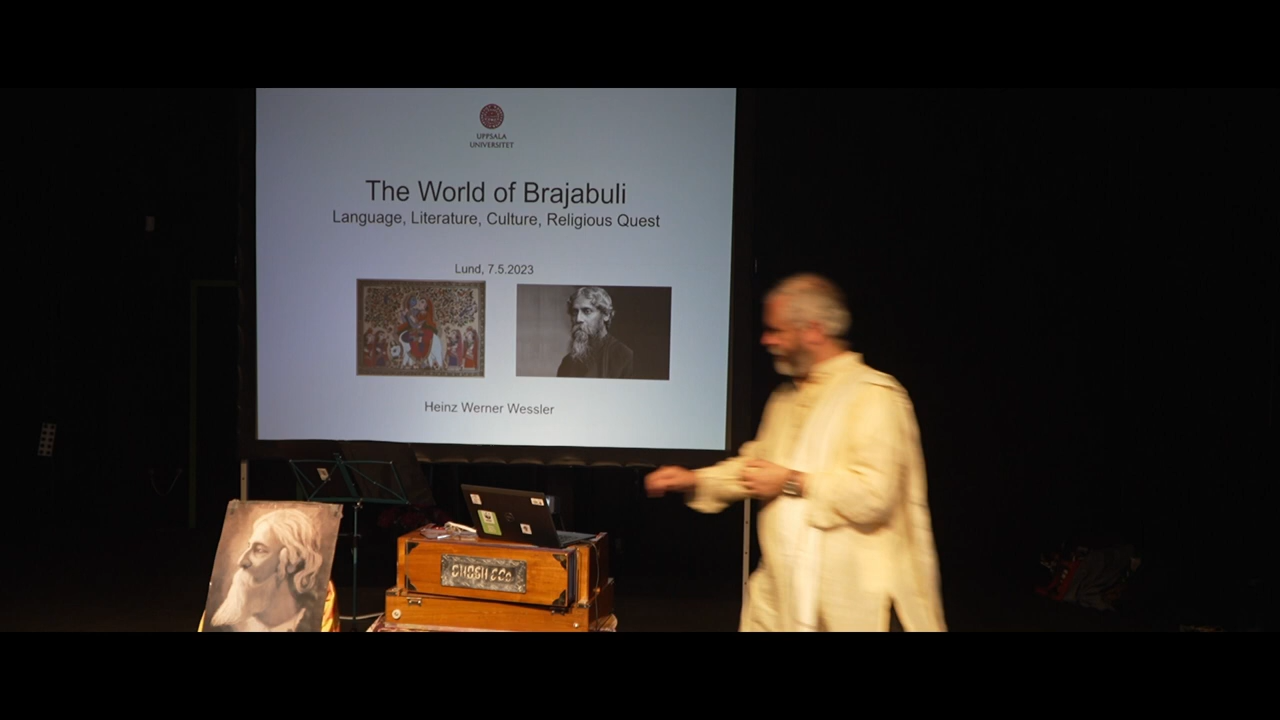 UPPSALA
UNIVERSITET
The World of Brajabuli
Language, Literature, Culture, Religious Quest
Lund, 7.5.2023
Heinz Werner Wessler